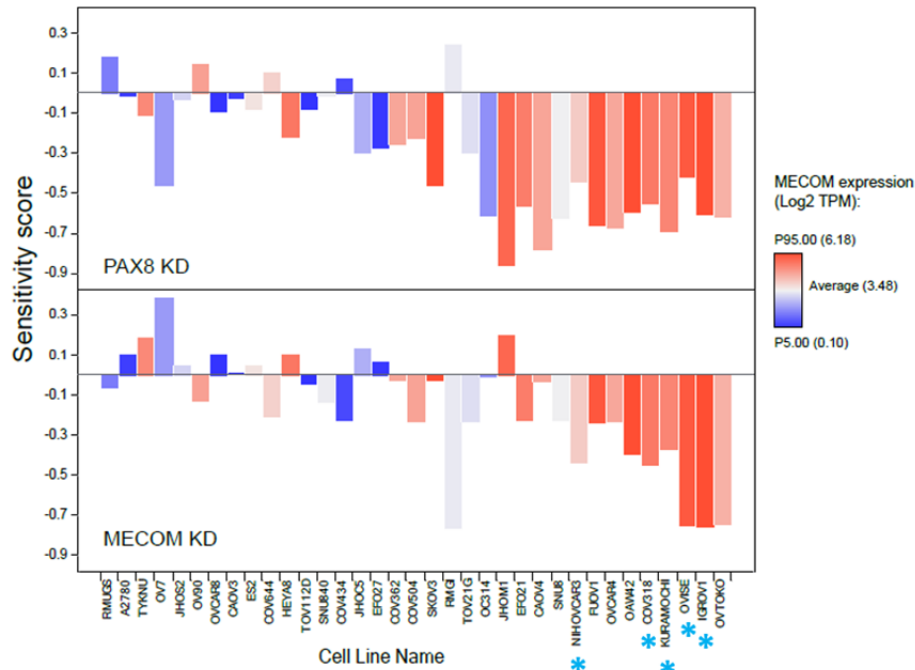 0.3
0.1
-0.1
-0.3
-0.5
-0.7
-0.9
PAX8 KD
Sensitivity score
0.3
0.1
-0.1
-0.3
-0.5
-0.7
-0.9
MECOM KD
MECOM expression
(Log2 TPM):
P95.00 (6.18)
Average (3.48)
P5.00 (0.10)
RMUGS
A2780
TYKNU
OV7
JHOS2
OV90
OVCAR8
CAOV3
ES2
COV644
HEYA8
TOV112D
SNU840
COV434
JHOC5
EFO27
COV362
COV504
SKOV3
RMGI
TOV21G
OC314
JHOM1
EFO21
CAOV4
SNU8
NIHOVCAR3
FUOV1
OVCAR4
OAW42
COV318
KURAMOCHI
OVISE
IGROV1
OVTOKO
* * * * *
Cell Line Name